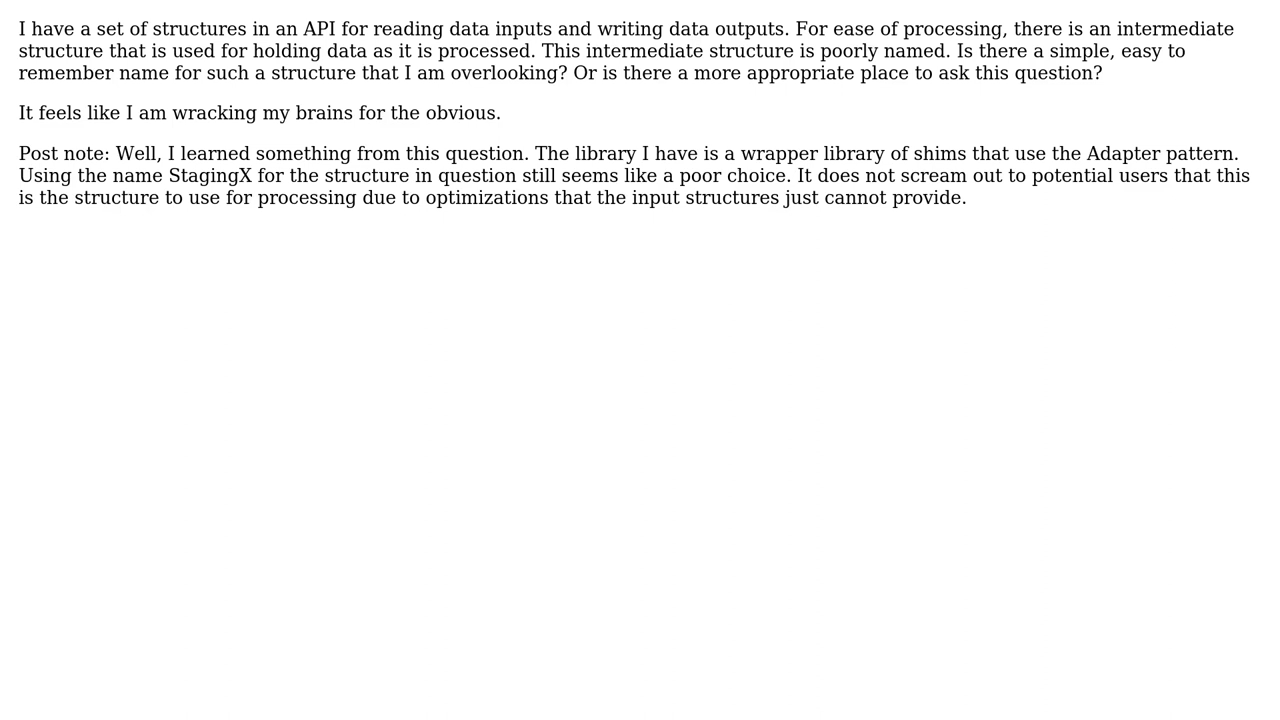 I have a set of structures in an API for reading data inputs and writing data outputs. For ease of processing, there is an intermediate
structure that is used for holding data as it is processed. This intermediate structure is poorly named. Is there a simple, easy to
remember name for such a structure that I am overlooking? Or is there a more appropriate place to ask this question?
It feels like I am wracking my brains for the obvious.
Post note: Well, I learned something from this question. The library I have is a wrapper library of shims that use the Adapter pattern.
Using the name StagingX for the structure in question still seems like a poor choice. It does not scream out to potential users that this
is the structure to use for processing due to optimizations that the input structures just cannot provide.